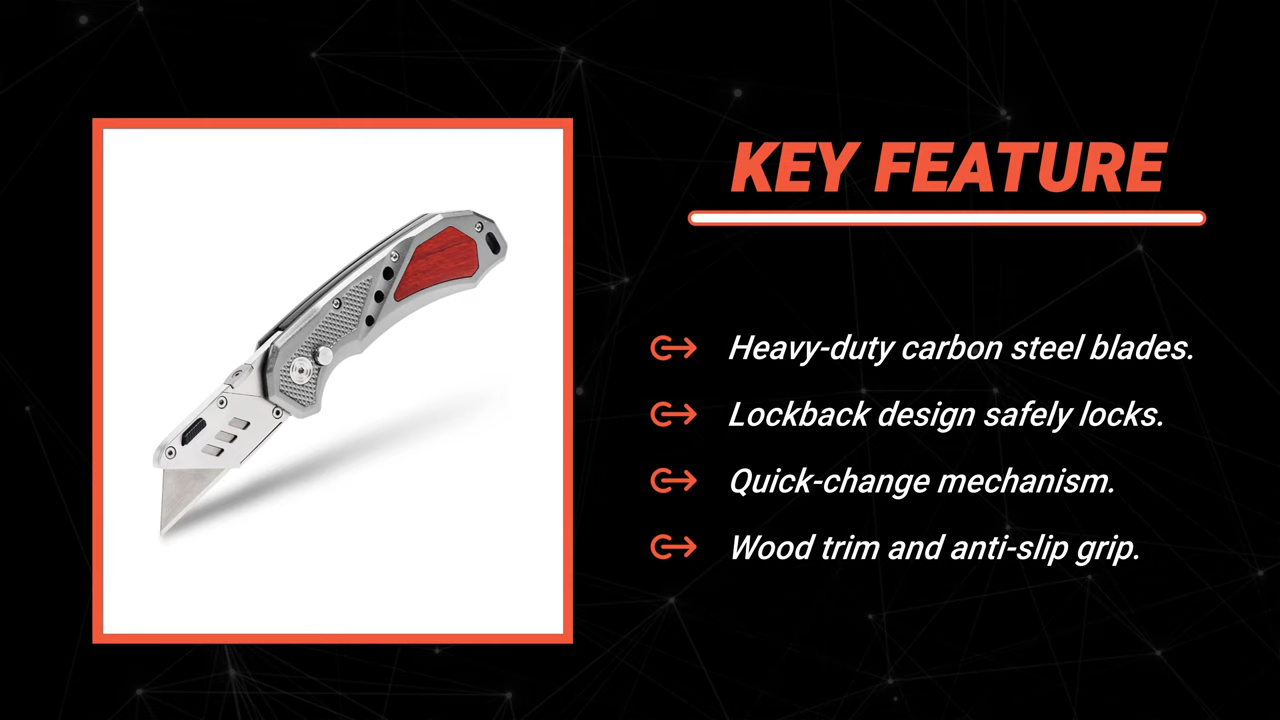 KEY FEATURE
Heavy-duty carbon steel blades.
Lockback design safely locks.
Quick-change mechanism.
Wood trim and anti-slip grip.